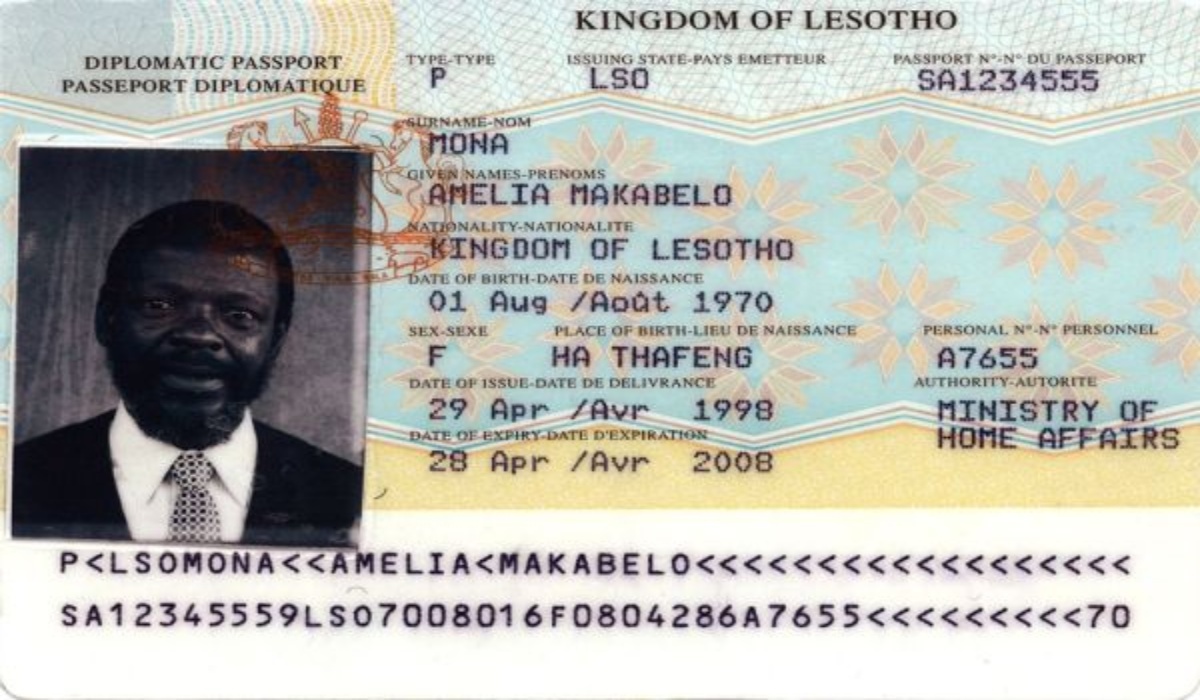 KINGDOM OF LESOTHO
DIPLOMATIC PASSPORT
PASSEPORT DIPLOMATIQUE
TYPE-TYPE ISSUING STATE-PAYS EMETTEUR PASSPORT N°-N° DU PASSEPORT
P LSO SA1234555
SURNAME-NOM
MONA
GIVEN NAMES-PRENOMS
AMELIA MAKABELO
NATIONALITY-NATIONALITE
KINGDOM OF LESOTHO
DATE OF BIRTH-DATE DE NAISSANCE
01 Aug /Août 1970
SEX-SEXE PLACE OF BIRTH-LIEU DE NAISSANCE PERSONAL N°-N° PERSONNEL
F HA THAFENG A7655
DATE OF ISSUE-DATE DE DELIVRANCE AUTHORITY-AUTORITE
29 Apr /Avr 1998 MINISTRY OF
HOME AFFAIRS
DATE OF EXPIRY-DATE D'EXPIRATION
28 Apr /Avr 2008
P<LSOMONA<<AMELIA<MAKABELO<<<<<<<<<<<<<<<<<<
SA12345559LSO7008016F0804286A7655<<<<<<<<<70